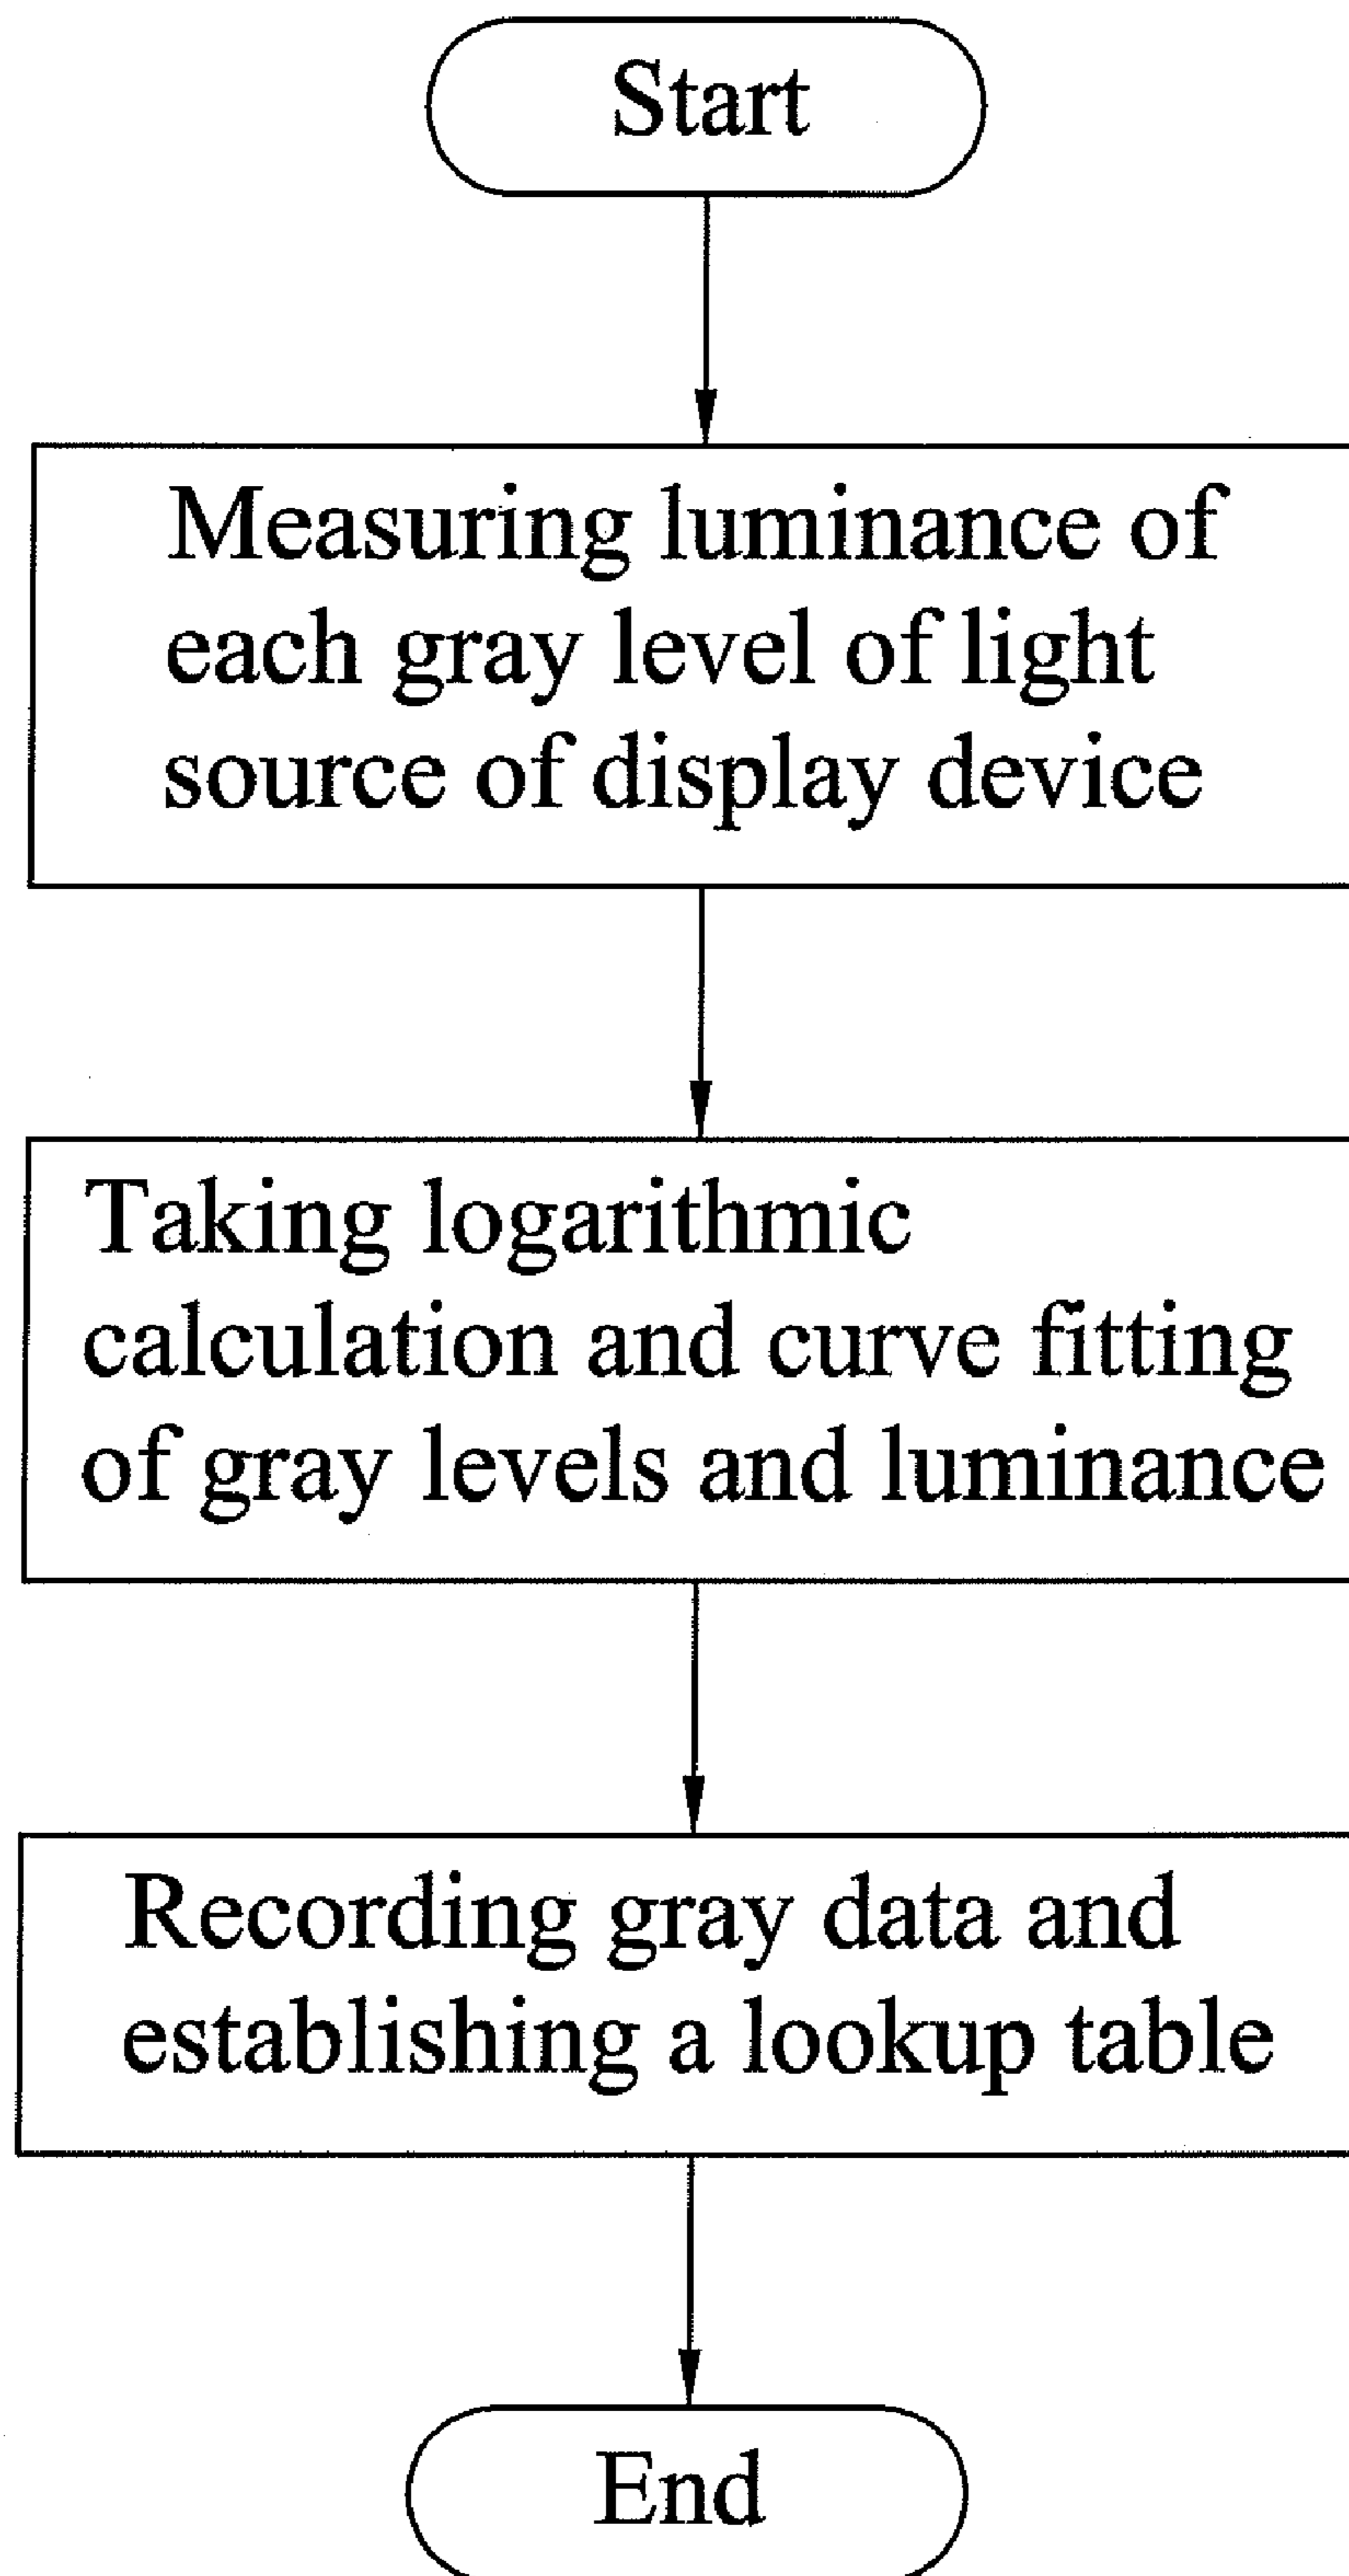 Start
Measuring luminance of
each gray level of light
source of display device
Taking logarithmic
calculation and curve fitting
of gray levels and luminance
Recording gray data and
establishing a lookup table
End